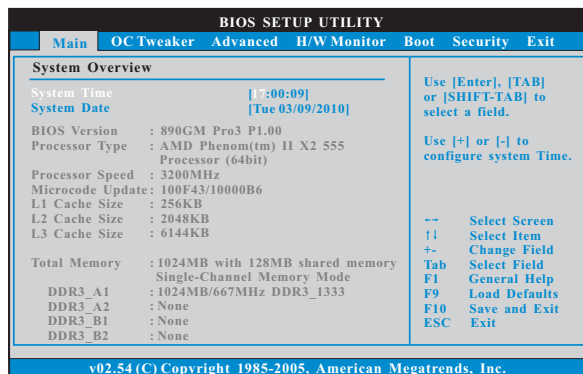 BIOS SETUP UTILITY
Main OC Tweaker Advanced H/W Monitor Boot Security Exit
System Overview
System Time [17:00:09]
System Date [Tue 03/09/2010]
BIOS Version : 890GM Pro3 P1.00
Processor Type : AMD Phenom(tm) II X2 555
Processor (64bit)
Processor Speed : 3200MHz
Microcode Update : 100F43/10000B6
L1 Cache Size : 256KB
L2 Cache Size : 2048KB
L3 Cache Size : 6144KB
Total Memory : 1024MB with 128MB shared memory
Single-Channel Memory Mode
DDR3_A1 : 1024MB/667MHz DDR3_1333
DDR3_A2 : None
DDR3_B1 : None
DDR3_B2 : None
Use [Enter], [TAB]
or [SHIFT-TAB] to
select a field.
Use [+] or [-] to
configure system Time.
←→ Select Screen
↑↓ Select Item
+- Change Field
Tab Select Field
F1 General Help
F9 Load Defaults
F10 Save and Exit
ESC Exit
v02.54 (C) Copyright 1985-2005, American Megatrends, Inc.